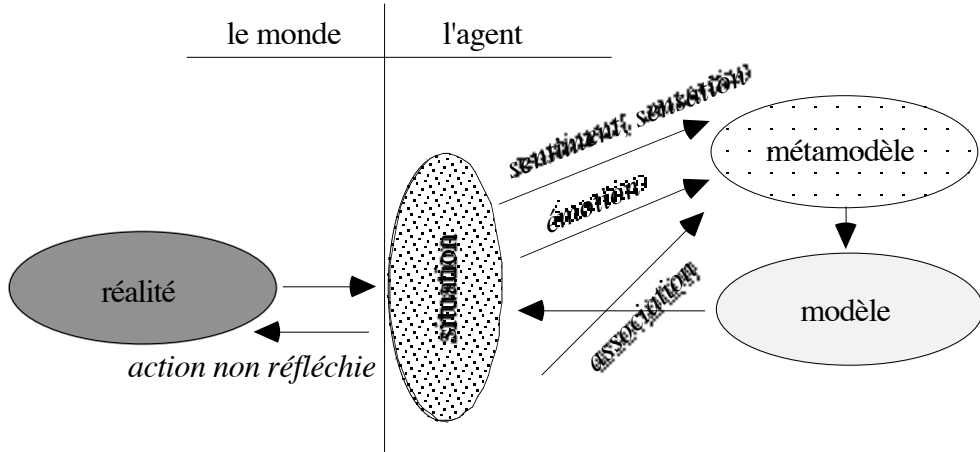 le monde
l'agent
sentiment, sensation
émotion
métamodèle
situation
réalité
association
modèle
action non réfléchie